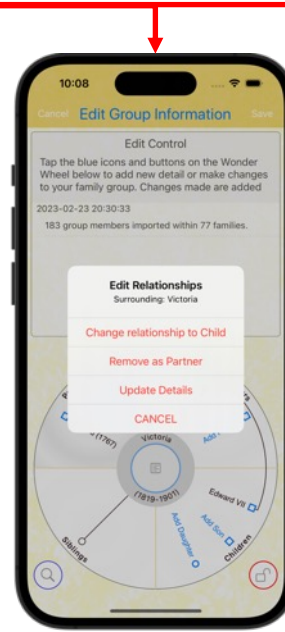 10:08
Cancel Edit Group Information Save
Edit Control
Tap the blue icons and buttons on the Wonder
Wheel below to add new detail or make changes
to your family group. Changes made are added
2023-02-23 20:30:33
183 group members imported within 77 families.
Edit Relationships
Surrounding: Victoria
Change relationship to Child
Remove as Partner
Update Details
CANCEL
(1767)
Victoria
Add
(1819-1901)
Edward VII
Add Son
Add Daughter
Children
Siblings